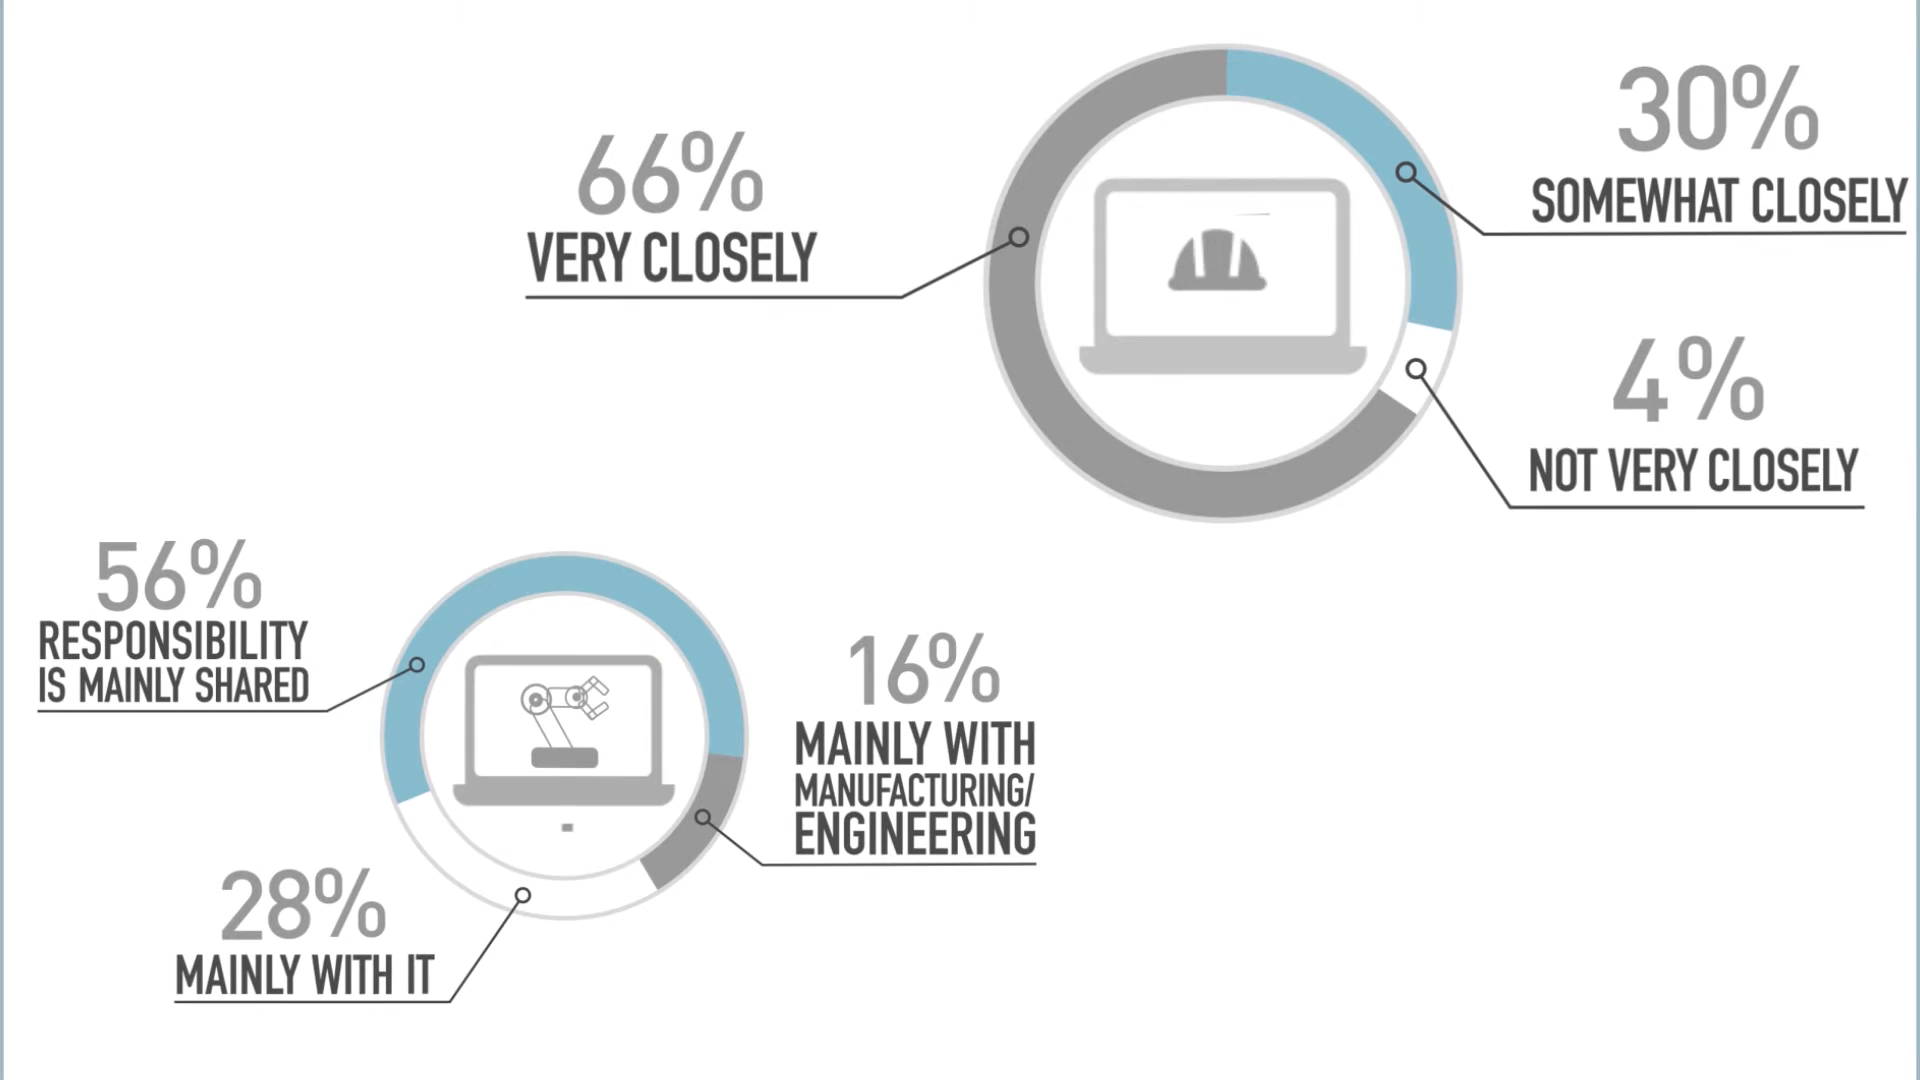 66%
VERY CLOSELY
30%
SOMEWHAT CLOSELY
4%
NOT VERY CLOSELY
56%
RESPONSIBILITY
IS MAINLY SHARED
16%
MAINLY WITH
MANUFACTURING/
ENGINEERING
28%
MAINLY WITH IT